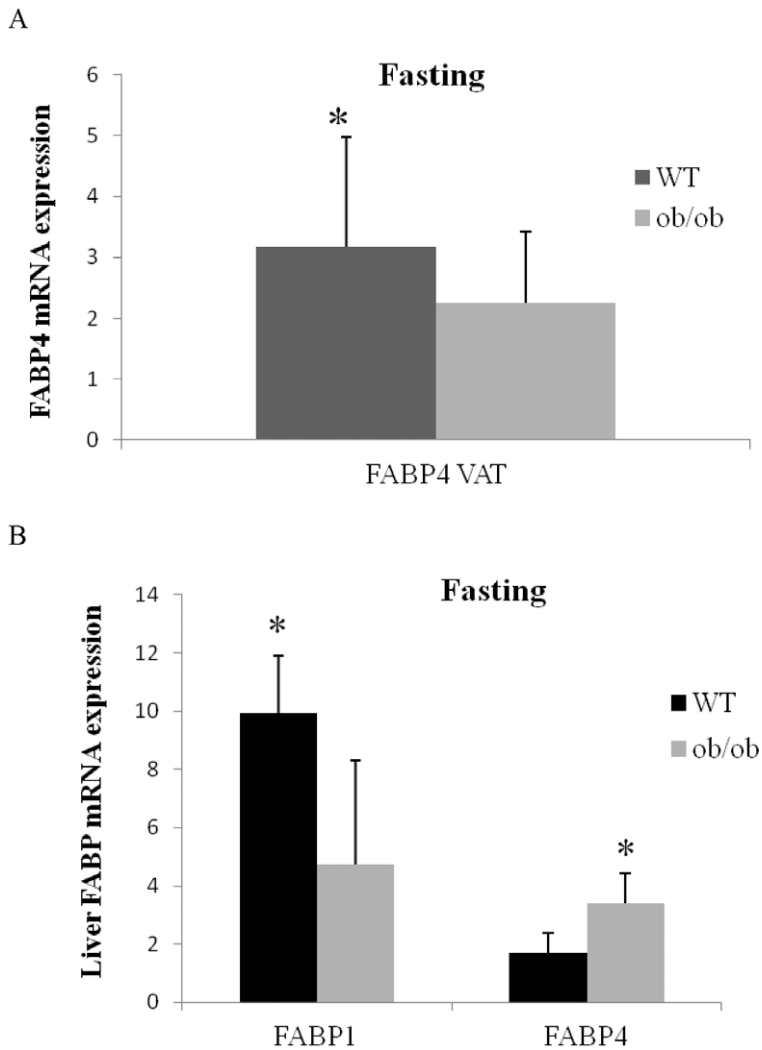 A
Fasting
FABP4 mRNA expression
6
5
4
3
2
1
0
*
WT
ob/ob
FABP4 VAT
B
Fasting
Liver FABP mRNA expression
14
12
10
8
6
4
2
0
*
*
WT
ob/ob
FABP1
FABP4